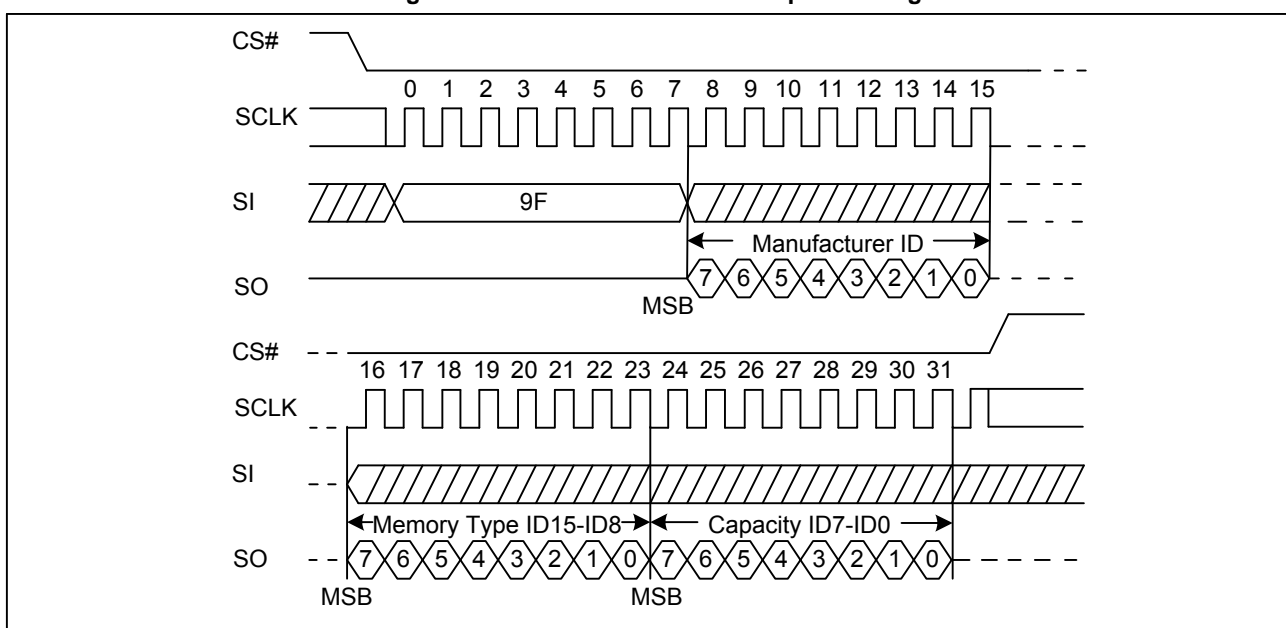 CS#
0 1 2 3 4 5 6 7 8 9 10 11 12 13 14 15
SCLK
SI
9F
Manufacturer ID
SO
7 6 5 4 3 2 1 0
MSB
CS#
16 17 18 19 20 21 22 23 24 25 26 27 28 29 30 31
SCLK
SI
Memory Type ID15-ID8 Capacity ID7-ID0
SO
7 6 5 4 3 2 1 0 7 6 5 4 3 2 1 0
MSB MSB